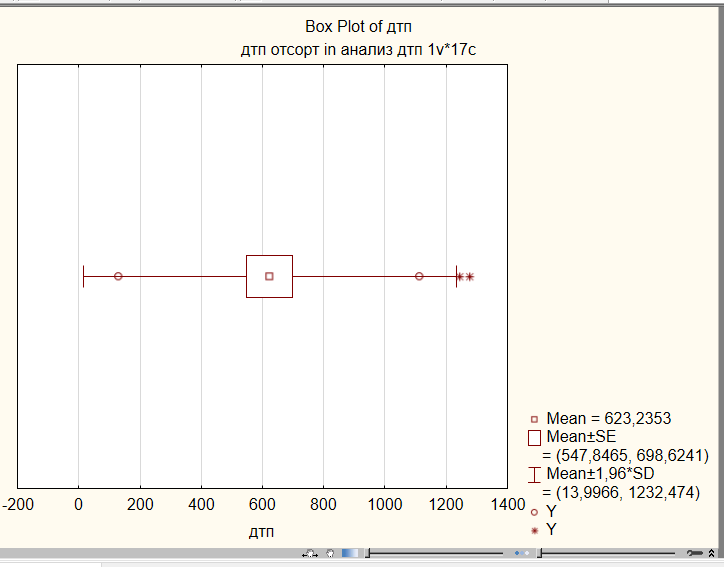 Box Plot of дтп
дтп отсорт in анализ дтп 1v*17c
Mean = 623,2353
Mean±SE
= (547,8465, 698,6241)
Mean±1,96*SD
= (13,9966, 1232,474)
Y
Y
-200 0 200 400 600 800 1000 1200 1400
дтп